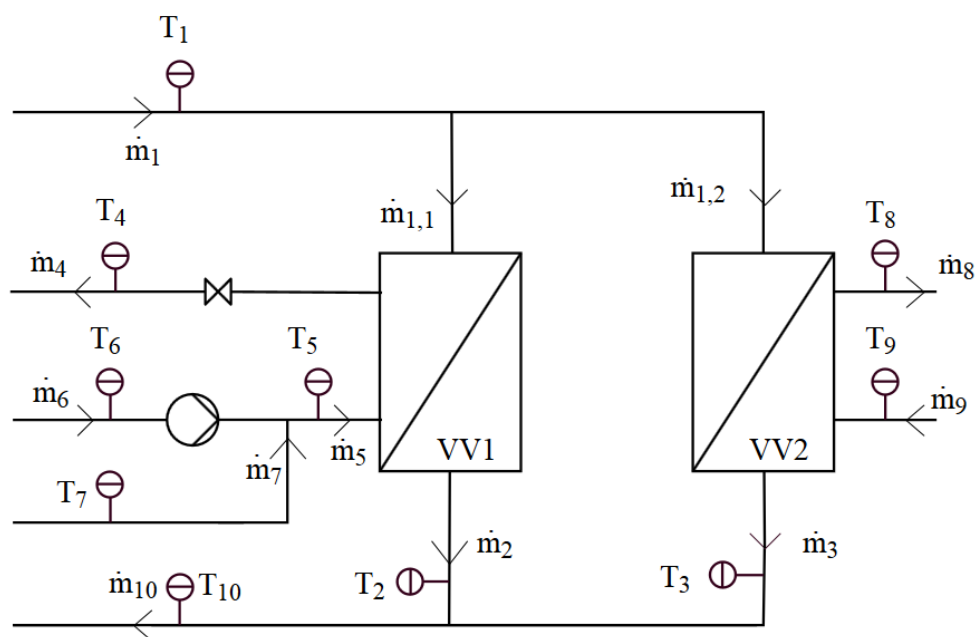 T₁
ṁ₁
ṁ₁,₁
ṁ₁,₂
T₄
T₈
ṁ₄
ṁ₈
T₆
T₅
T₉
ṁ₆
ṁ₉
ṁ₇
ṁ₅
VV1
VV2
T₇
ṁ₂
ṁ₃
T₂
T₃
ṁ₁₀
T₁₀